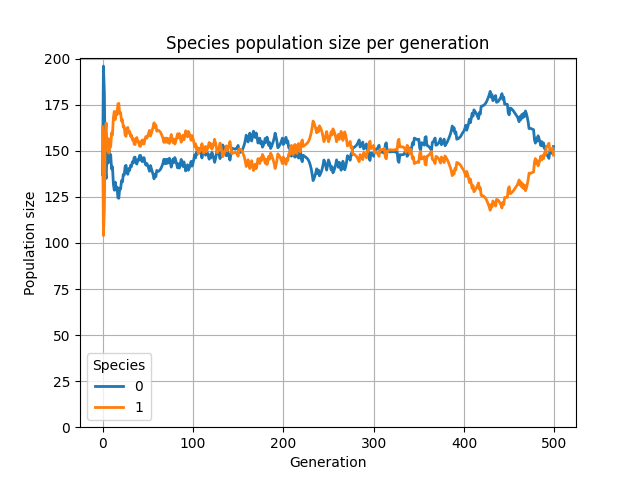 Species population size per generation
Population size
200
175
150
125
100
75
50
25
0
Species
0
1
0 100 200 300 400 500
Generation